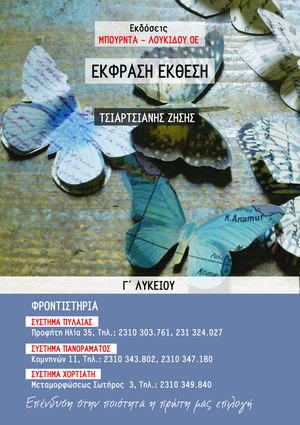 Εκδόσεις
ΜΠΟΥΡΝΤΑ - ΛΟΥΚΙΔΟΥ ΟΕ
ΕΚΦΡΑΣΗ ΕΚΘΕΣΗ
ΤΣΙΑΡΤΣΙΑΝΗΣ ΖΗΣΗΣ
K.Anamur
Γ΄ ΛΥΚΕΙΟΥ
ΦΡΟΝΤΙΣΤΗΡΙΑ
ΣΥΣΤΗΜΑ ΠΥΛΑΙΑΣ
Προφήτη Ηλία 35, Τηλ.: 2310 303.761, 231 324.027
ΣΥΣΤΗΜΑ ΠΑΝΟΡΑΜΑΤΟΣ
Κομνηνών 11, Τηλ.: 2310 343.802, 2310 347.180
ΣΥΣΤΗΜΑ ΧΟΡΤΙΑΤΗ
Μεταμορφώσεως Σωτήρος 3, Τηλ.: 2310 349.840
Επένδυση στην ποιότητα η πρώτη μας επιλογή